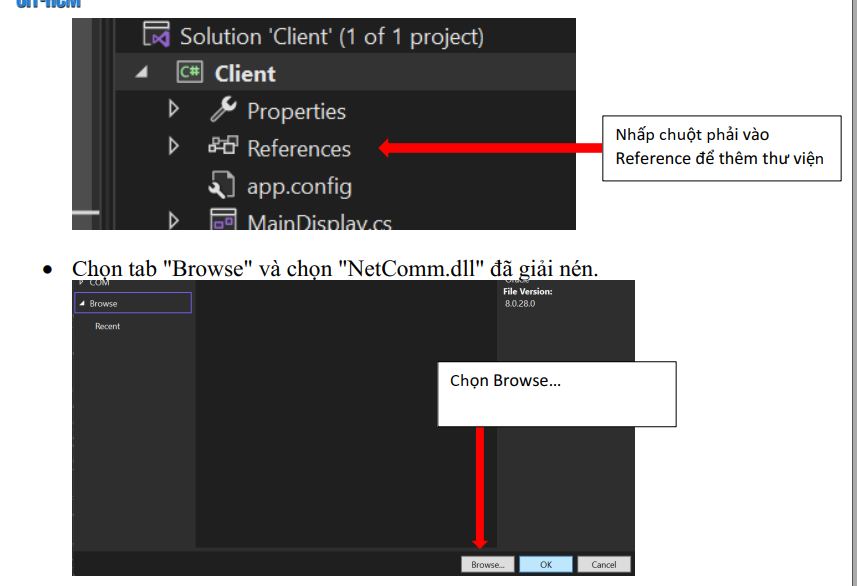 Solution 'Client' (1 of 1 project)
C# Client
Properties
References
Nhấp chuột phải vào
Reference để thêm thư viện
app.config
MainDisplay.cs
• Chọn tab "Browse" và chọn "NetComm.dll" đã giải nén.
COM
Oracle
File Version:
Browse
8.0.28.0
Recent
Chọn Browse...
Browse...
OK
Cancel